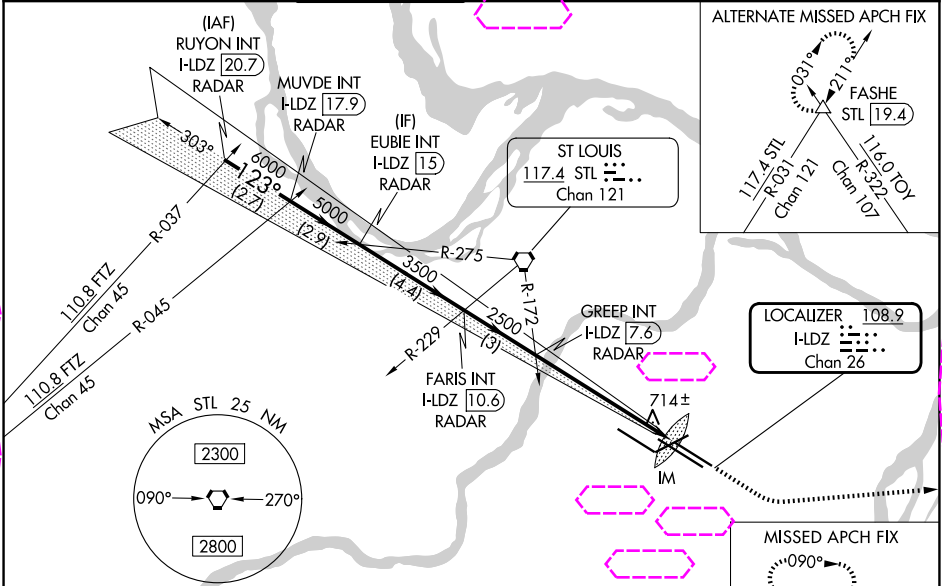 (IAF)
RUYON INT
I-LDZ 20.7
RADAR
MUVDE INT
I-LDZ 17.9
RADAR
(IF)
EUBIE INT
I-LDZ 15
RADAR
303°
123°
6000
(2.7)
5000
(2.9)
3500
(4.4)
2500
(3)
ST LOUIS
117.4 STL
Chan 121
R-275
R-172
R-229
110.8 FTZ
Chan 45
R-037
110.8 FTZ
Chan 45
R-045
GREEP INT
I-LDZ 7.6
RADAR
FARIS INT
I-LDZ 10.6
RADAR
LOCALIZER 108.9
I-LDZ
Chan 26
714±
IM
MSA STL 25 NM
2300
090°
270°
2800
ALTERNATE MISSED APCH FIX
031°
211°
FASHE
STL 19.4
117.4 STL
R-031
Chan 121
116.0 TOY
R-322
Chan 107
MISSED APCH FIX
090°